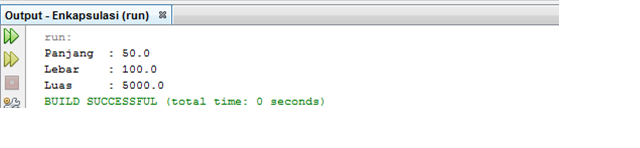 Output - Enkapsulasi (run)
run:
Panjang  : 50.0
Lebar    : 100.0
Luas     : 5000.0
BUILD SUCCESSFUL (total time: 0 seconds)